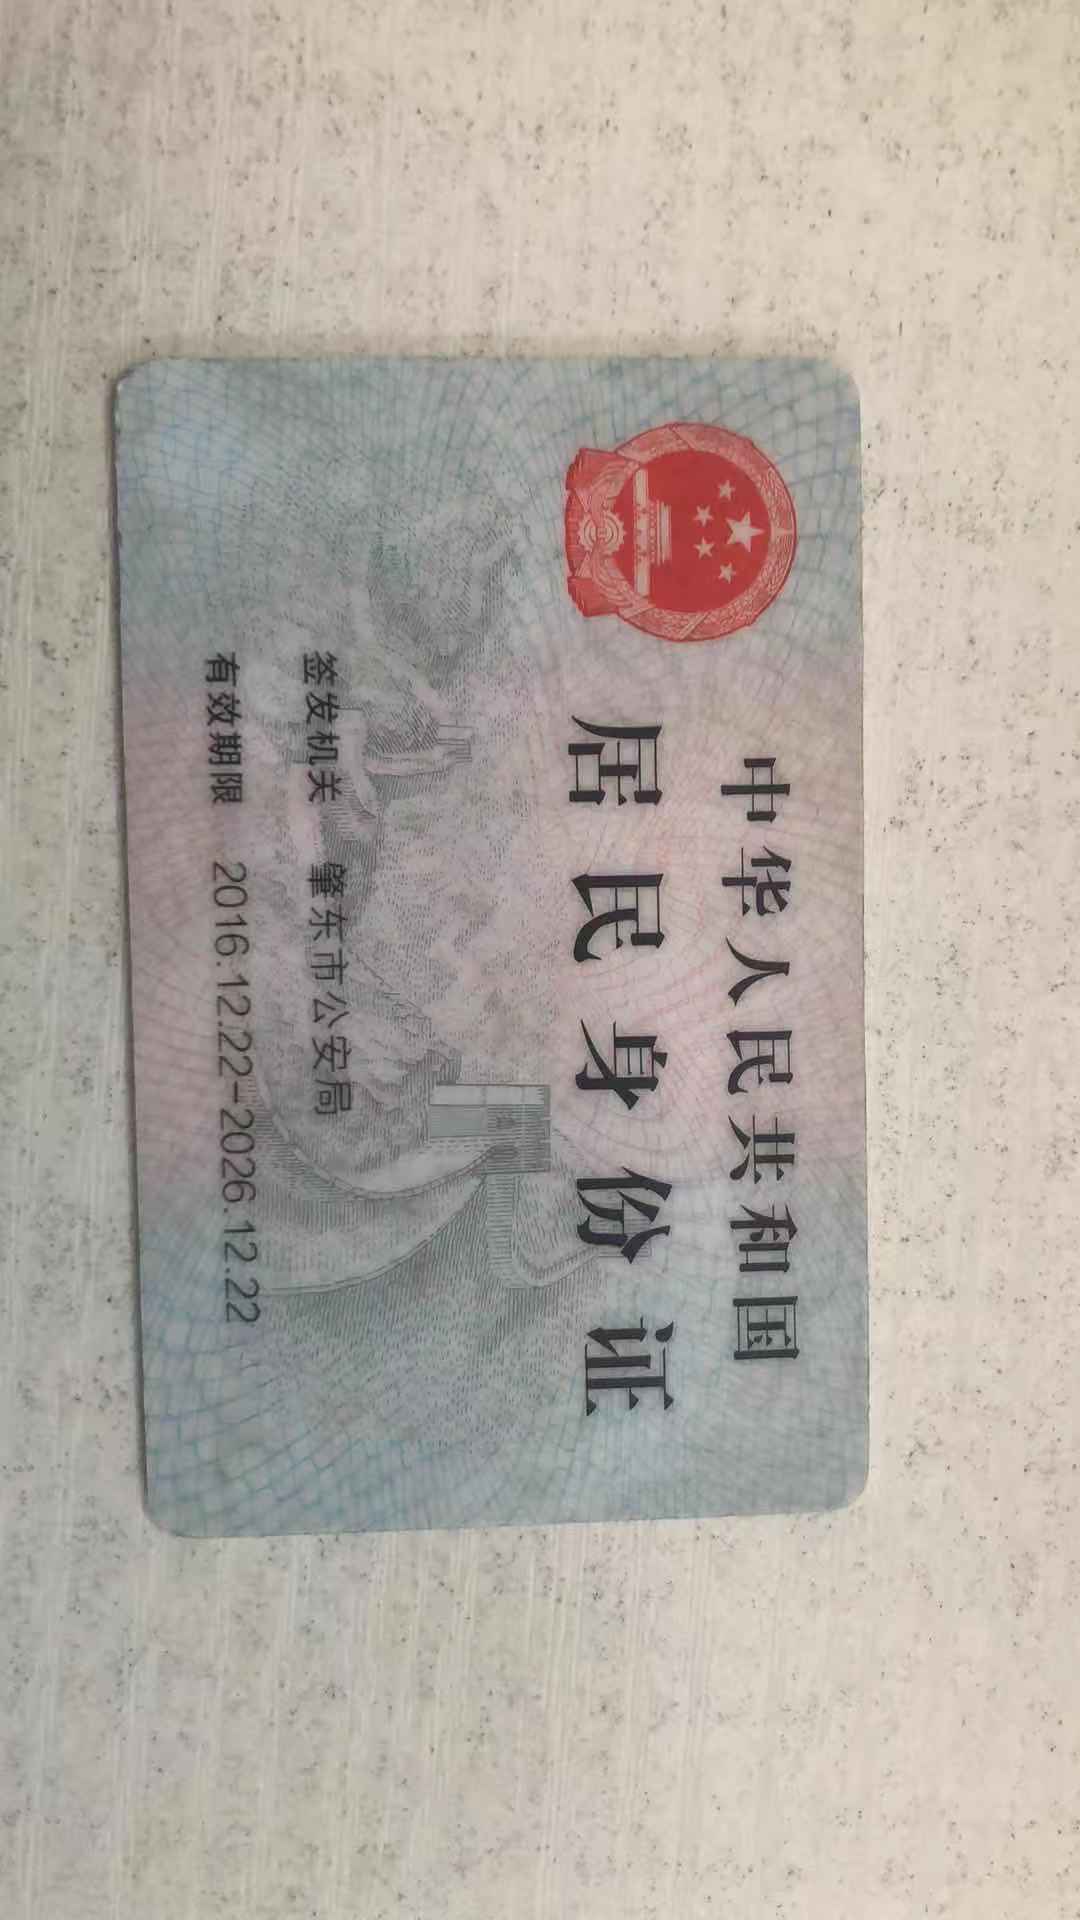 中华人民共和国
居民身份证
签发机关 肇东市公安局
有效期限 2016.12.22-2026.12.22